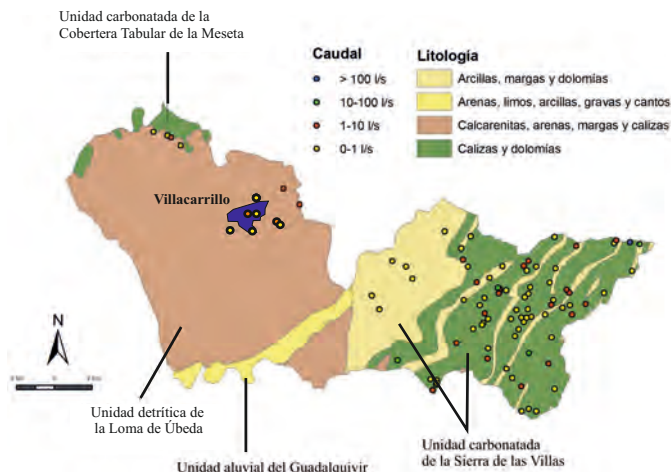 Unidad carbonatada de la
Cobertera Tabular de la Meseta
Caudal
> 100 l/s
10-100 l/s
1-10 l/s
0-1 l/s
Litología
Arcillas, margas y dolomías
Arenas, limos, arcillas, gravas y cantos
Calcarenitas, arenas, margas y calizas
Calizas y dolomías
Villacarrillo
N
Unidad detrítica de
la Loma de Úbeda
Unidad aluvial del Guadalquivir
Unidad carbonatada
de la Sierra de las Villas